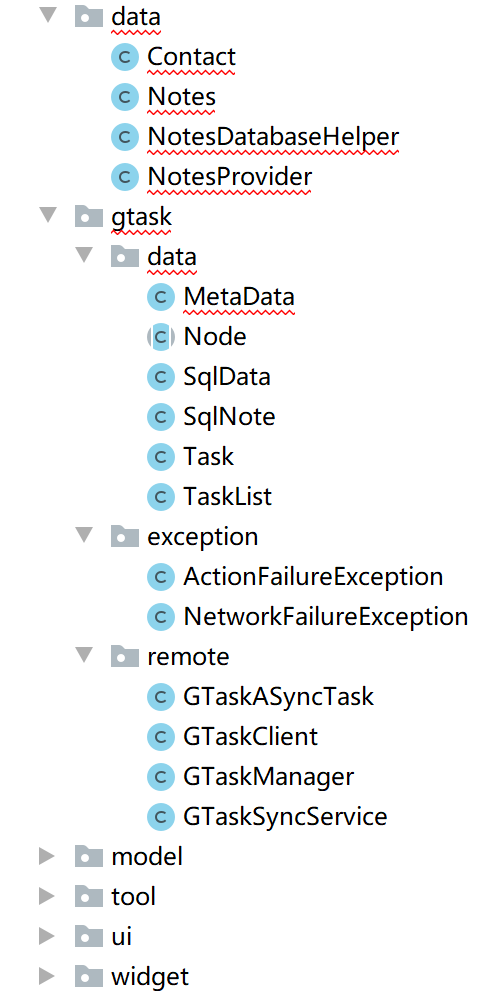 data
C Contact
C Notes
C NotesDatabaseHelper
C NotesProvider
gtask
data
C MetaData
C Node
C SqlData
C SqlNote
C Task
C TaskList
exception
C ActionFailureException
C NetworkFailureException
remote
C GTaskASyncTask
C GTaskClient
C GTaskManager
C GTaskSyncService
model
tool
ui
widget